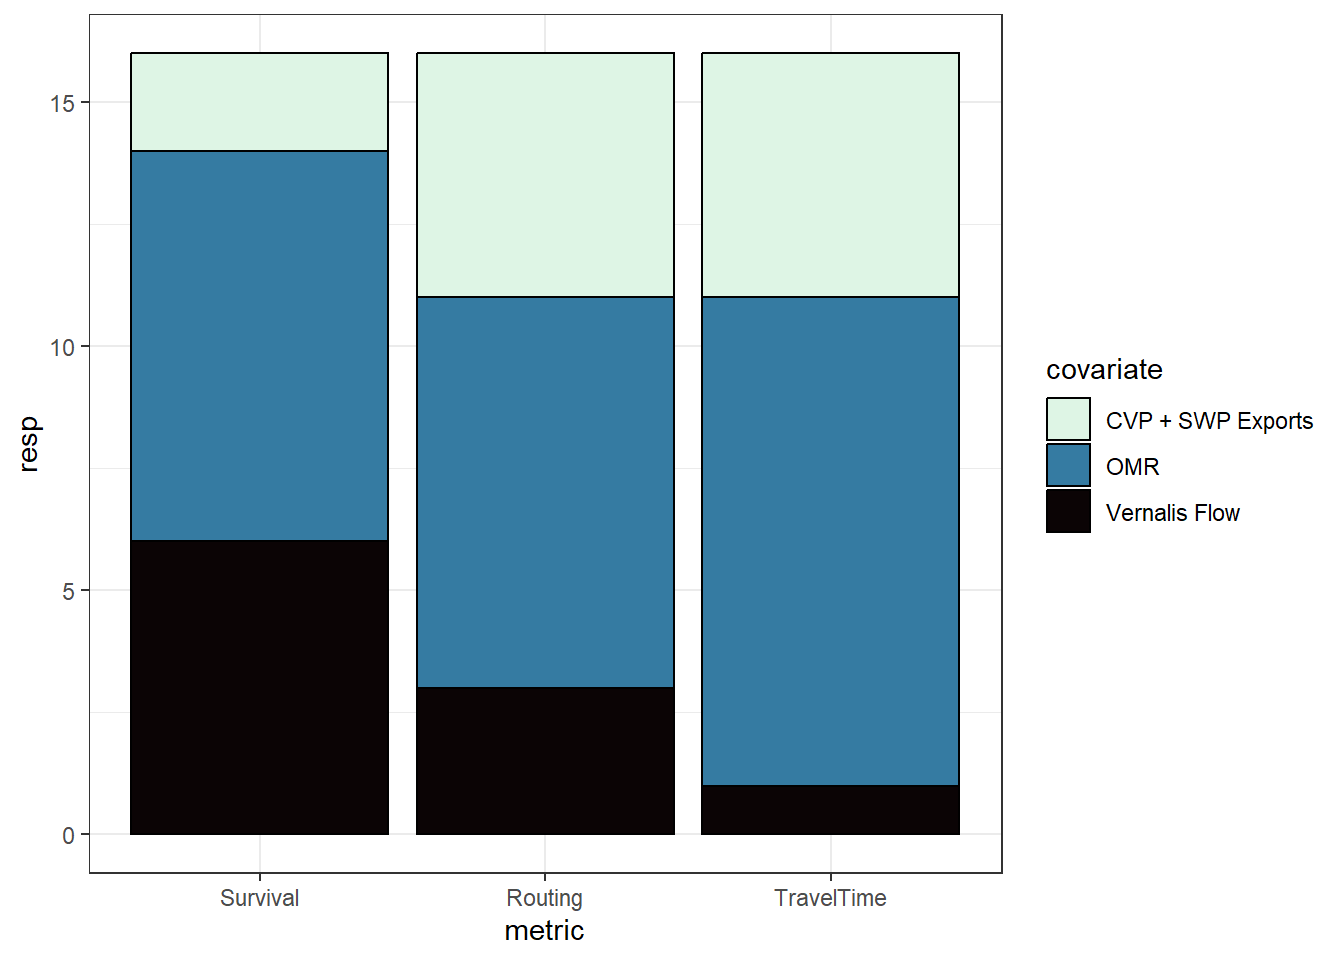 15
10
5
0
resp
Survival
Routing
TravelTime
metric
covariate
CVP + SWP Exports
OMR
Vernalis Flow